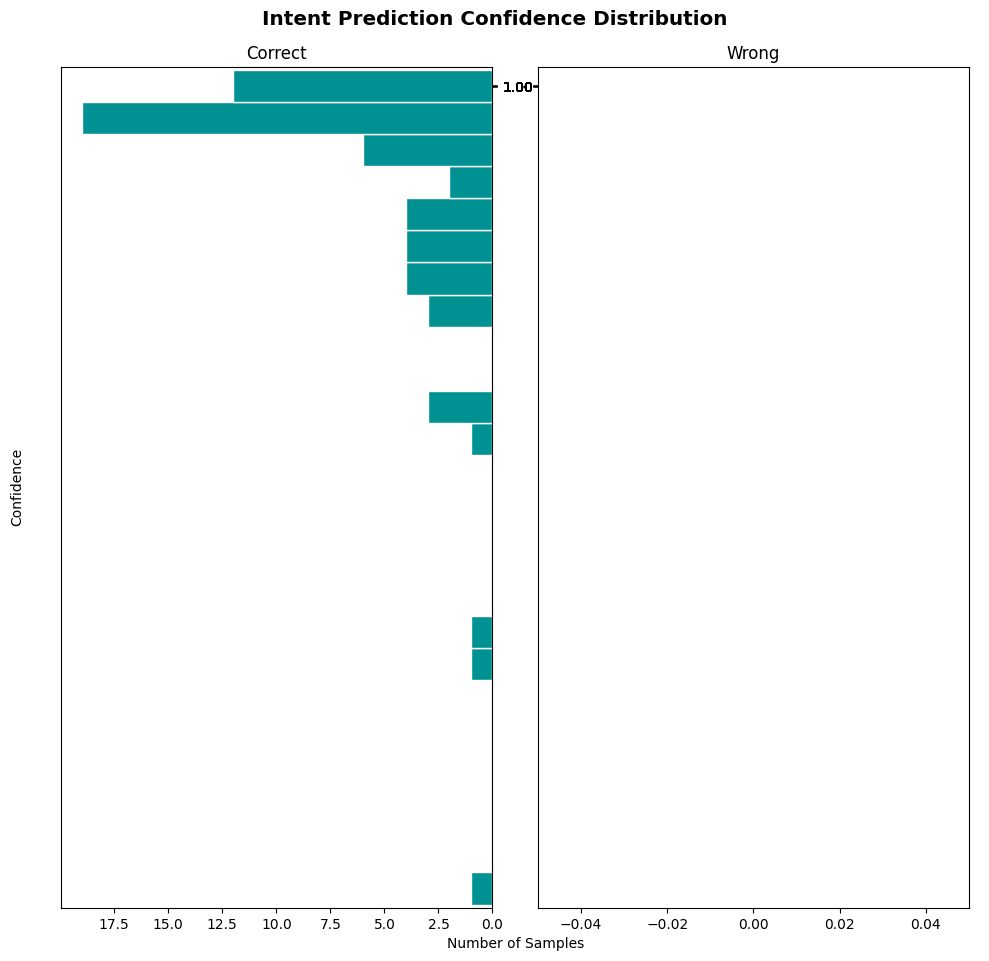 Intent Prediction Confidence Distribution
Correct
Wrong
1.00
Confidence
17.5 15.0 12.5 10.0 7.5 5.0 2.5 0.0
−0.04 −0.02 0.00 0.02 0.04
Number of Samples